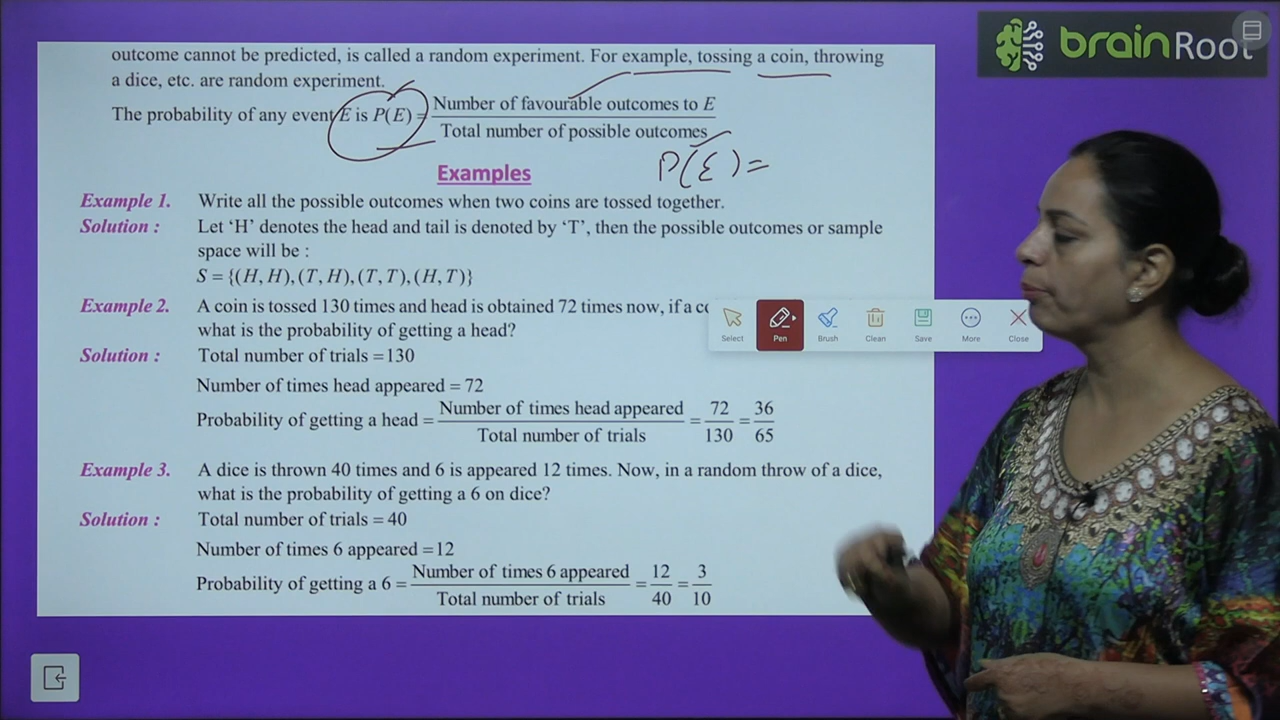 brainRoot
outcome cannot be predicted, is called a random experiment. For example, tossing a coin, throwing
a dice, etc. are random experiment.
The probability of any event E is P(E) = Number of favourable outcomes to E / Total number of possible outcomes
P(E) =
Examples
Example 1. Write all the possible outcomes when two coins are tossed together.
Solution : Let ‘H’ denotes the head and tail is denoted by ‘T’, then the possible outcomes or sample
space will be :
S = {(H, H), (T, H), (T, T), (H, T)}
Example 2. A coin is tossed 130 times and head is obtained 72 times now, if a
what is the probability of getting a head?
Select Pen Brush Clean Save More Close
Solution : Total number of trials = 130
Number of times head appeared = 72
Probability of getting a head = Number of times head appeared / Total number of trials = 72/130 = 36/65
Example 3. A dice is thrown 40 times and 6 is appeared 12 times. Now, in a random throw of a dice,
what is the probability of getting a 6 on dice?
Solution : Total number of trials = 40
Number of times 6 appeared = 12
Probability of getting a 6 = Number of times 6 appeared / Total number of trials = 12/40 = 3/10